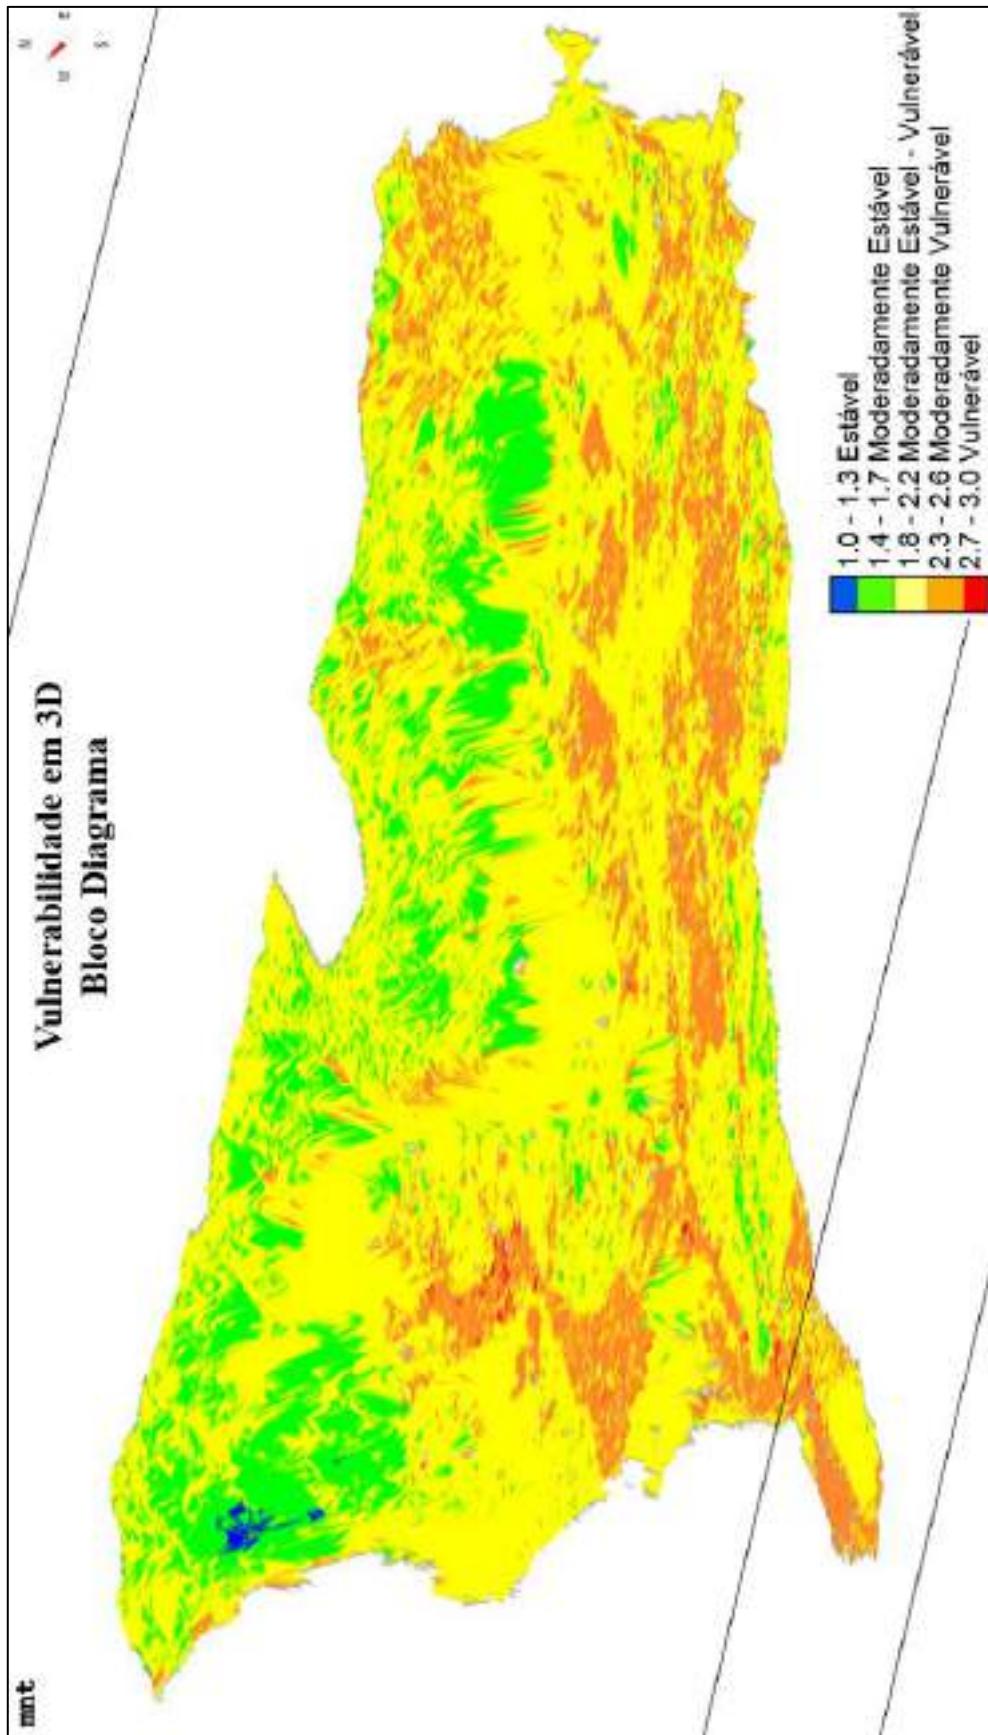 mnt
Vulnerabilidade em 3D
Bloco Diagrama
N
S
1.0 - 1.3 Estável
1.4 - 1.7 Moderadamente Estável
1.8 - 2.2 Moderadamente Estável - Vulnerável
2.3 - 2.6 Moderadamente Vulnerável
2.7 - 3.0 Vulnerável